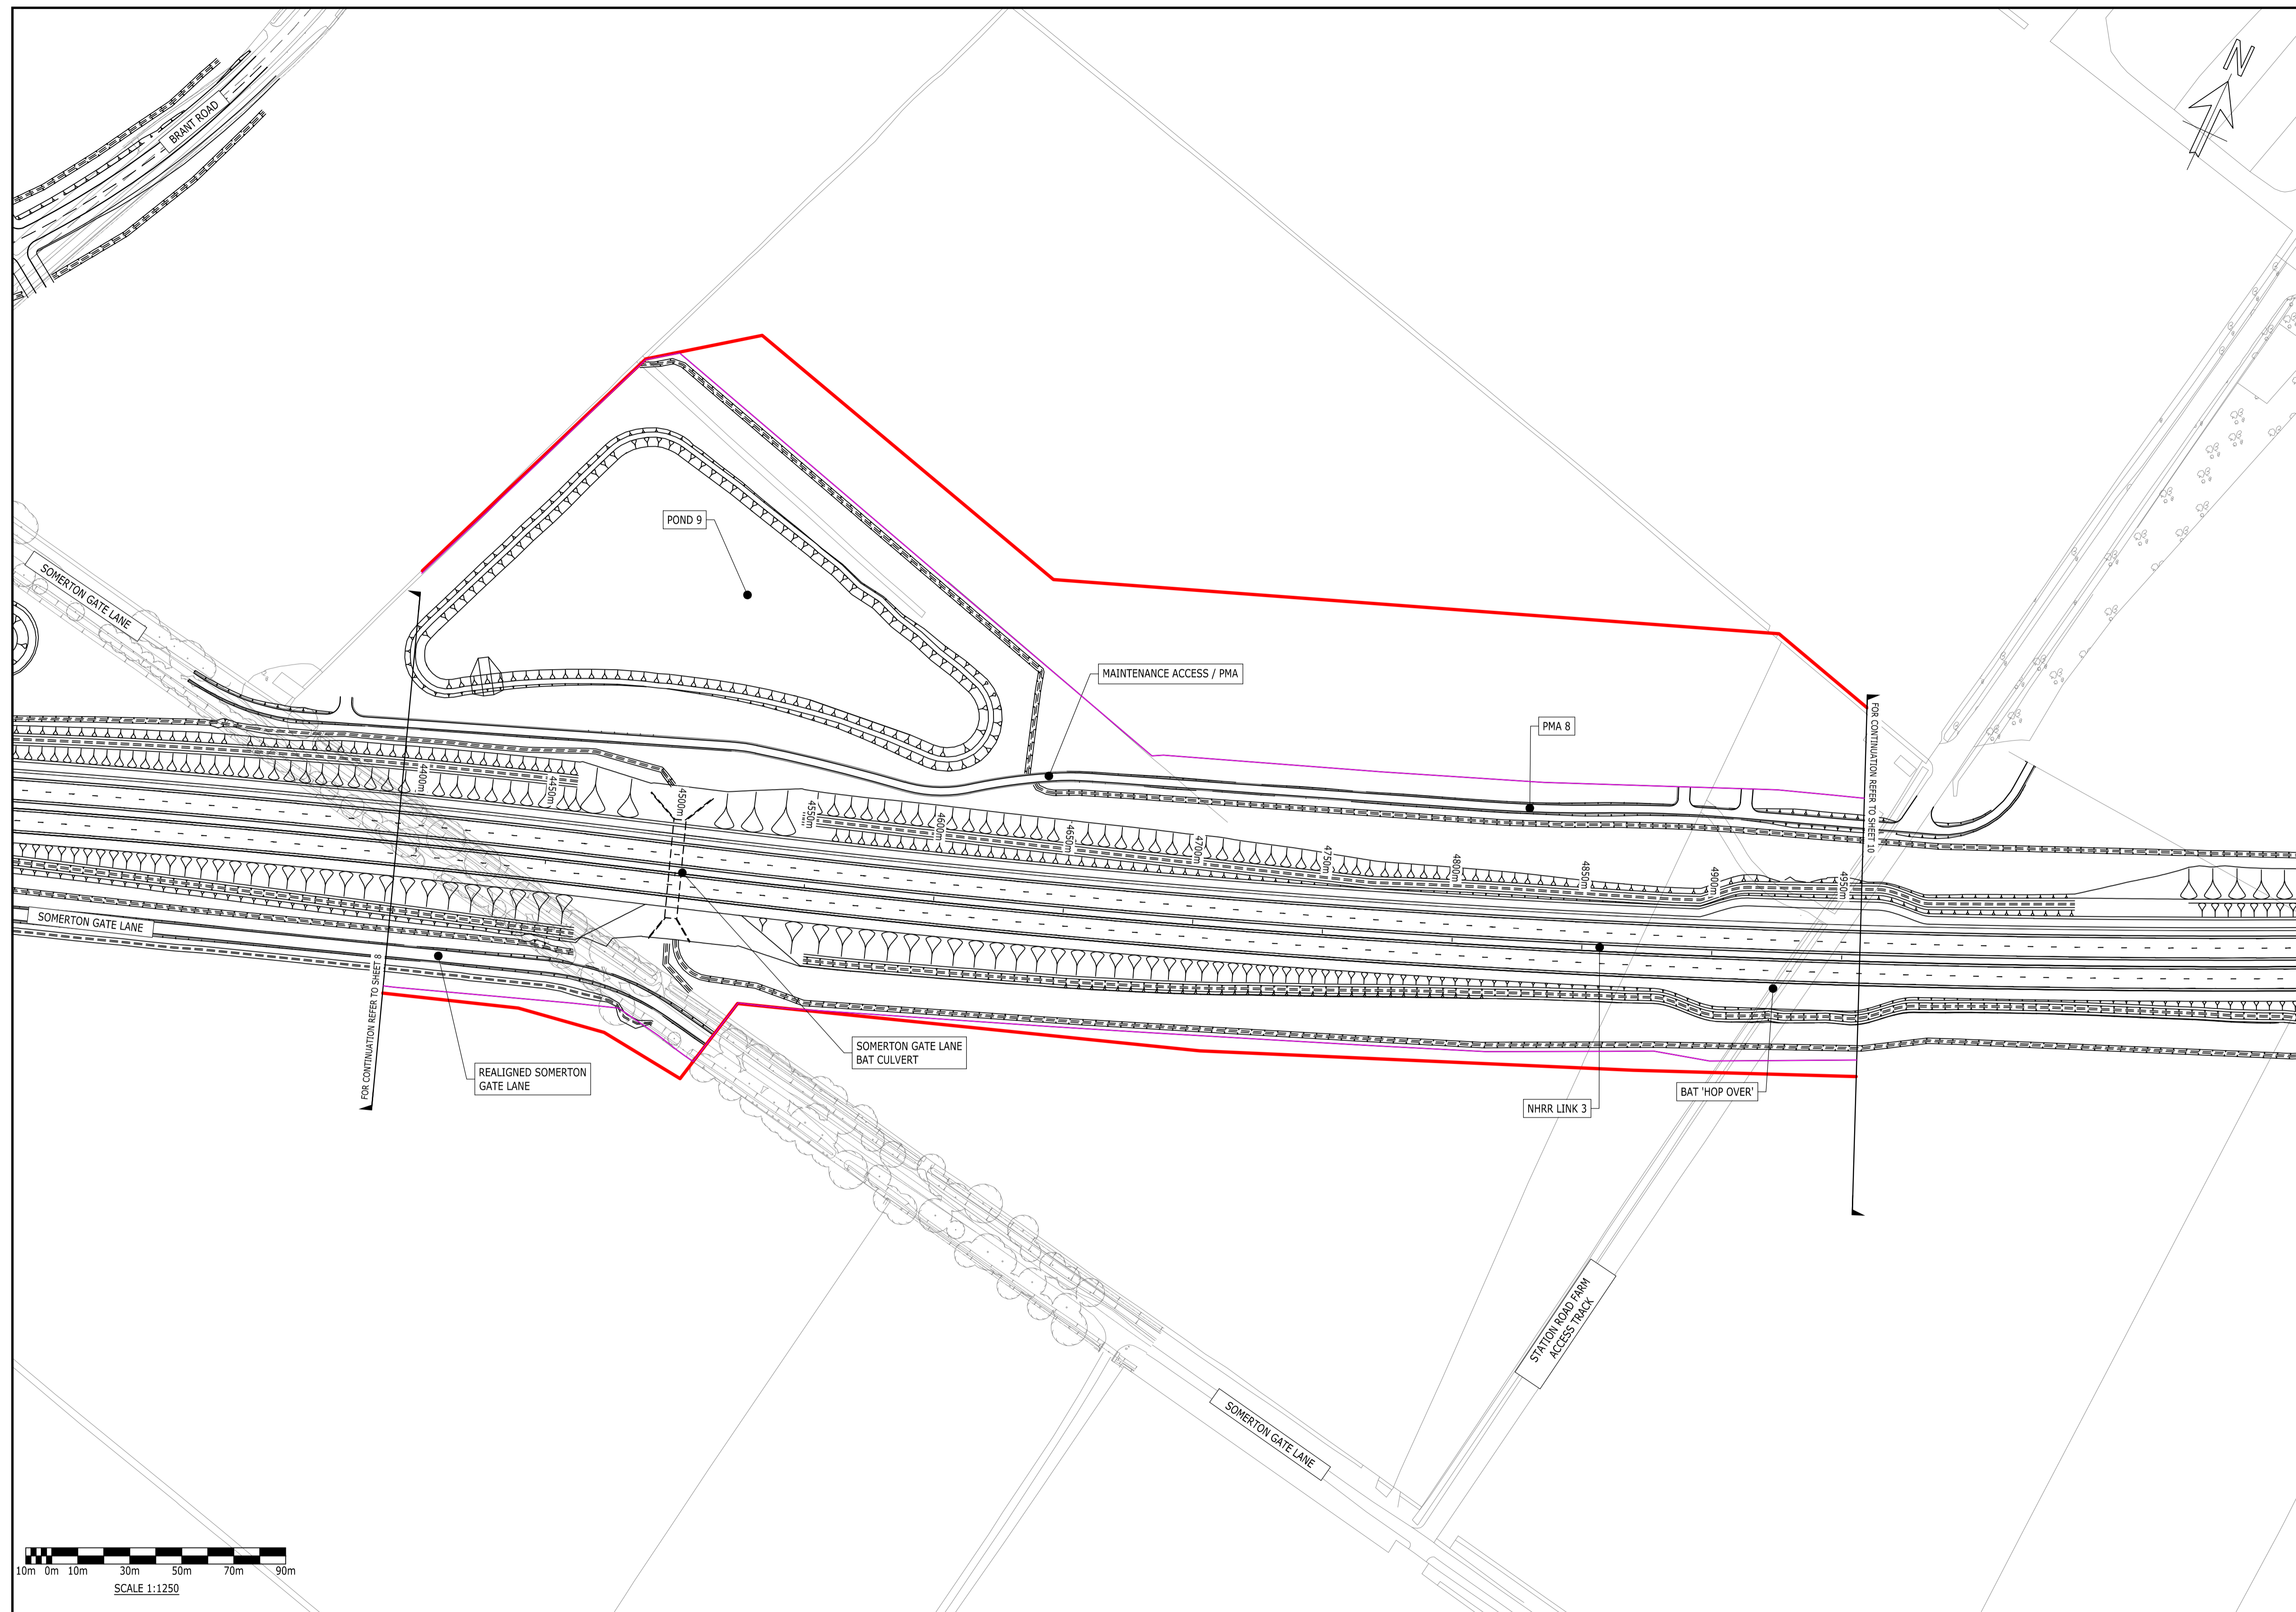 N
BRANT ROAD
POND 9
SOMERTON GATE LANE
MAINTENANCE ACCESS / PMA
PMA 8
FOR CONTINUATION REFER TO SHEET 10
4400m
4450m
4500m
4550m
4600m
4650m
4700m
4750m
4800m
4850m
4900m
4950m
SOMERTON GATE LANE
FOR CONTINUATION REFER TO SHEET 8
REALIGNED SOMERTON
GATE LANE
SOMERTON GATE LANE
BAT CULVERT
NHRR LINK 3
BAT 'HOP OVER'
STATION ROAD FARM
ACCESS TRACK
SOMERTON GATE LANE
10m 0m 10m 30m 50m 70m 90m
SCALE 1:1250